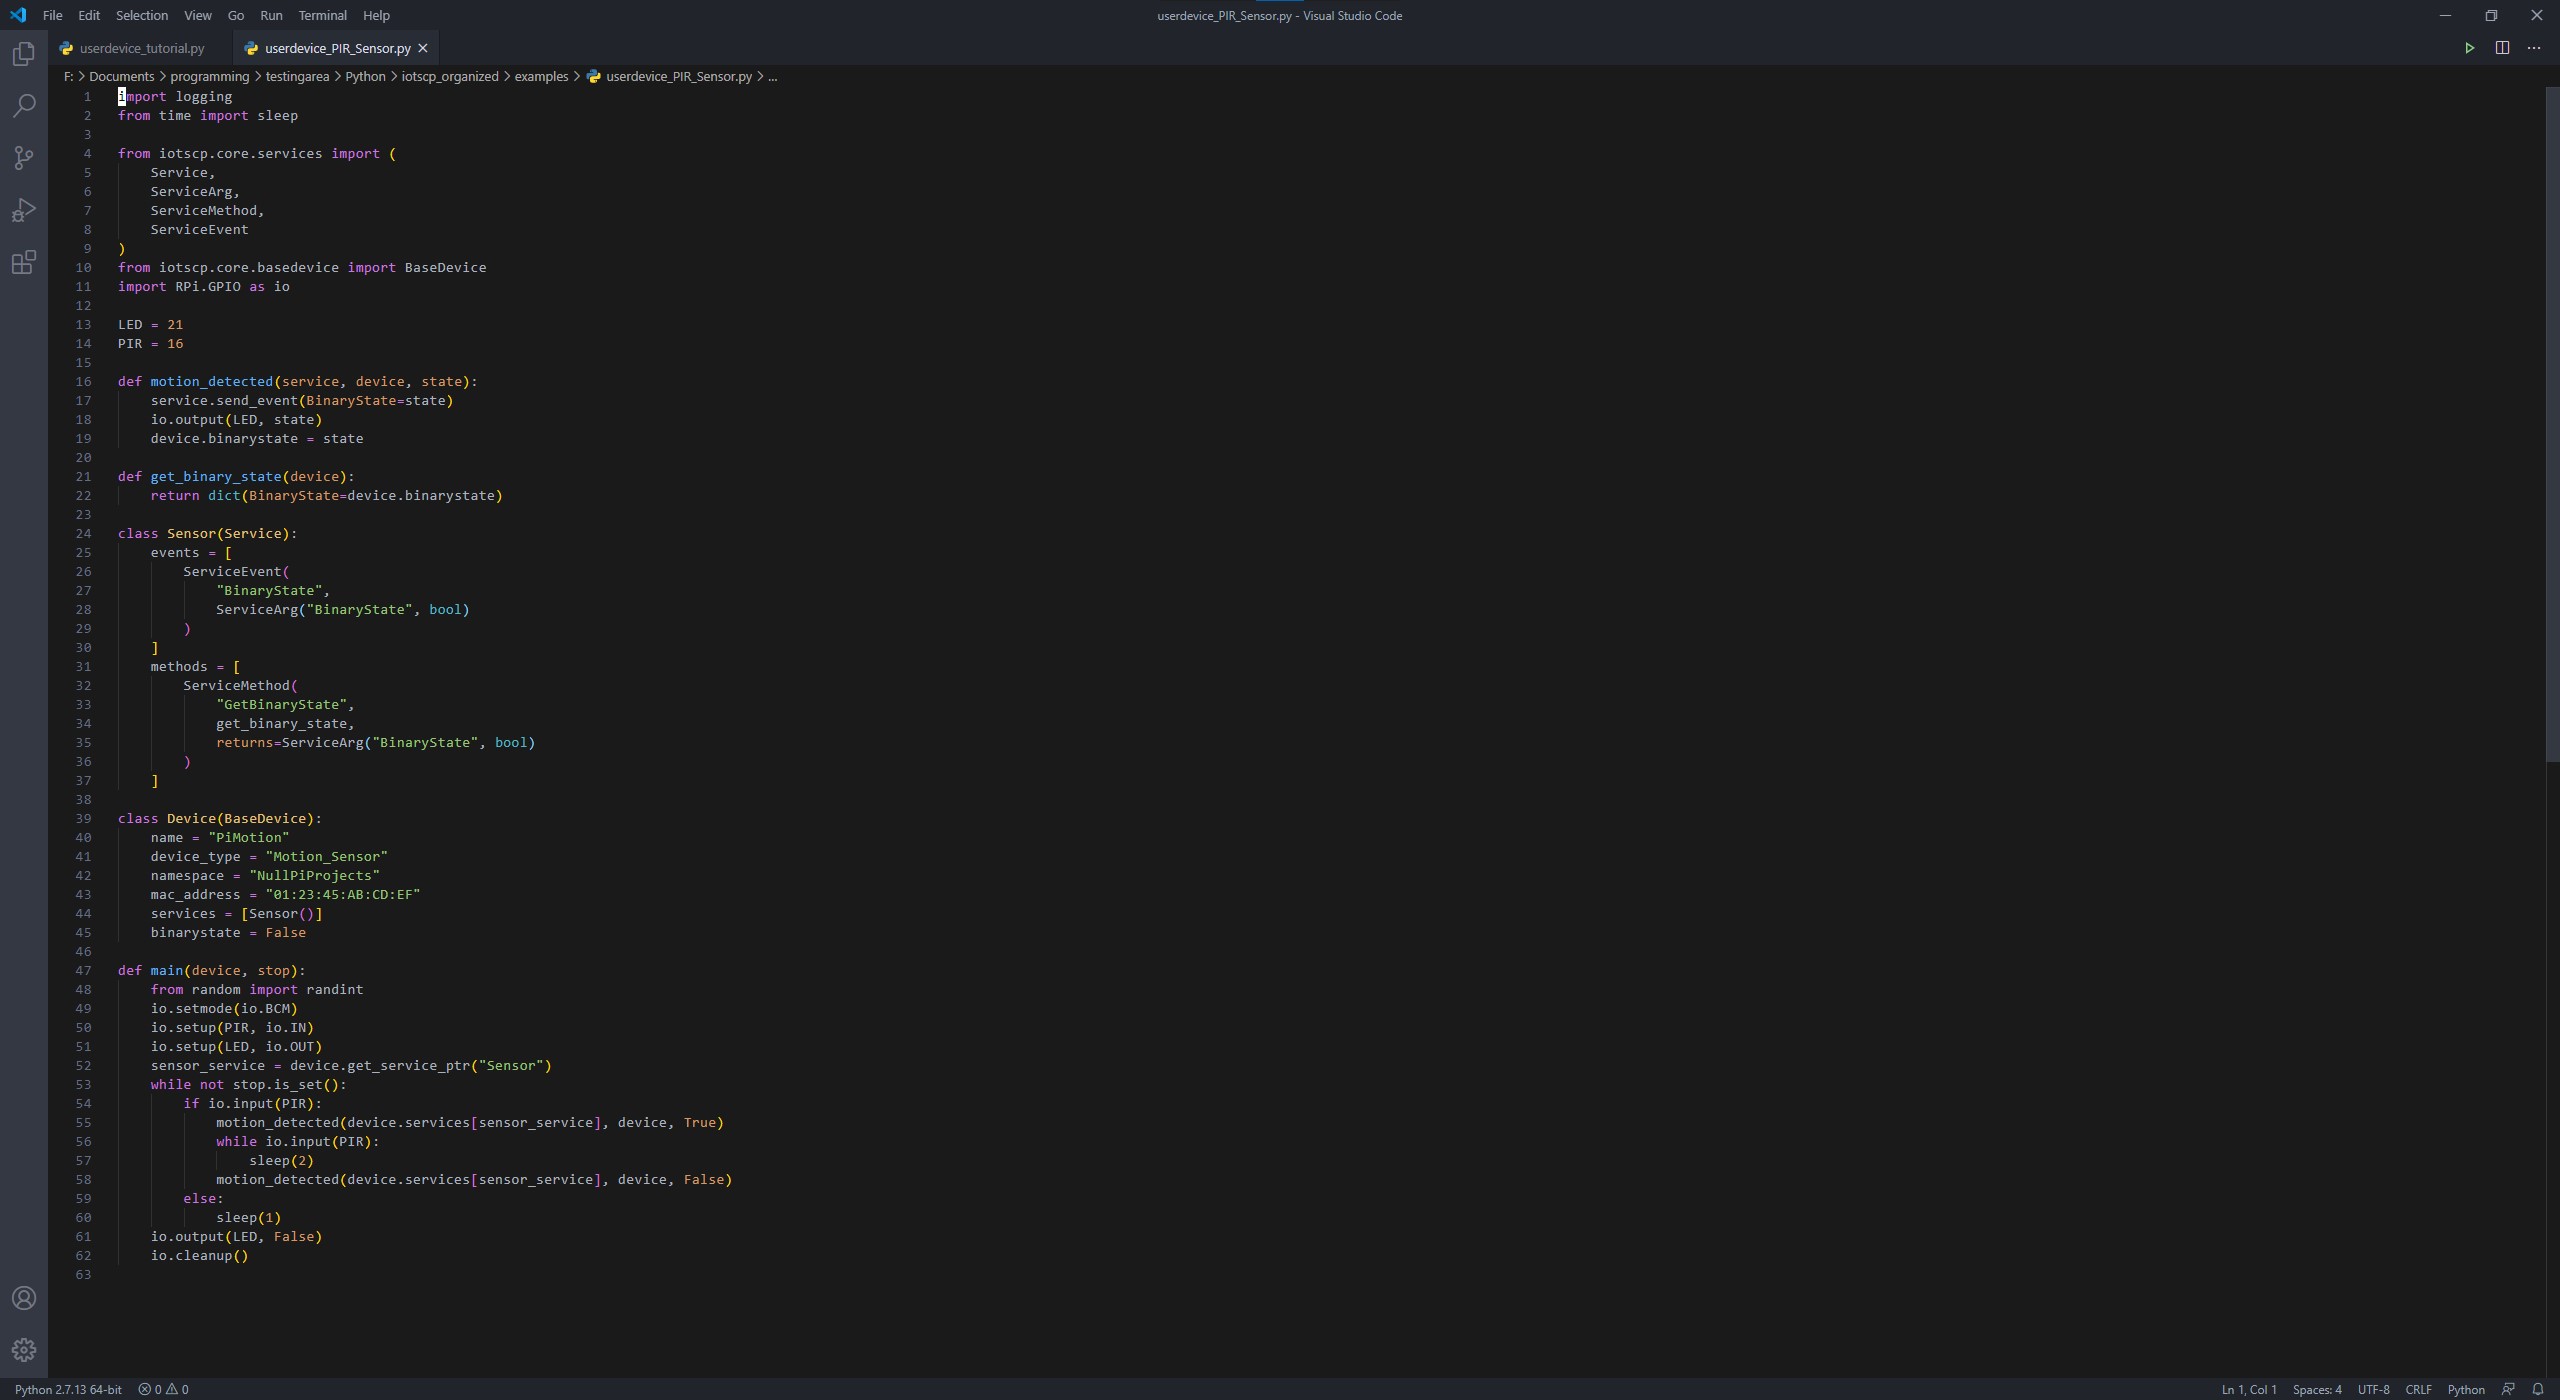 File Edit Selection View Go Run Terminal Help
userdevice_PIR_Sensor.py - Visual Studio Code
userdevice_tutorial.py
userdevice_PIR_Sensor.py
F: > Documents > programming > testingarea > Python > iotscp_organized > examples > userdevice_PIR_Sensor.py > ...
1 import logging
2 from time import sleep
3
4 from iotscp.core.services import (
5     Service,
6     ServiceArg,
7     ServiceMethod,
8     ServiceEvent
9 )
10 from iotscp.core.basedevice import BaseDevice
11 import RPi.GPIO as io
12
13 LED = 21
14 PIR = 16
15
16 def motion_detected(service, device, state):
17     service.send_event(BinaryState=state)
18     io.output(LED, state)
19     device.binarystate = state
20
21 def get_binary_state(device):
22     return dict(BinaryState=device.binarystate)
23
24 class Sensor(Service):
25     events = [
26         ServiceEvent(
27             "BinaryState",
28             ServiceArg("BinaryState", bool)
29         )
30     ]
31     methods = [
32         ServiceMethod(
33             "GetBinaryState",
34             get_binary_state,
35             returns=ServiceArg("BinaryState", bool)
36         )
37     ]
38
39 class Device(BaseDevice):
40     name = "PiMotion"
41     device_type = "Motion_Sensor"
42     namespace = "NullPiProjects"
43     mac_address = "01:23:45:AB:CD:EF"
44     services = [Sensor()]
45     binarystate = False
46
47 def main(device, stop):
48     from random import randint
49     io.setmode(io.BCM)
50     io.setup(PIR, io.IN)
51     io.setup(LED, io.OUT)
52     sensor_service = device.get_service_ptr("Sensor")
53     while not stop.is_set():
54         if io.input(PIR):
55             motion_detected(device.services[sensor_service], device, True)
56             while io.input(PIR):
57                 sleep(2)
58             motion_detected(device.services[sensor_service], device, False)
59         else:
60             sleep(1)
61     io.output(LED, False)
62     io.cleanup()
63
Python 2.7.13 64-bit 0 0
Ln 1, Col 1 Spaces: 4 UTF-8 CRLF Python